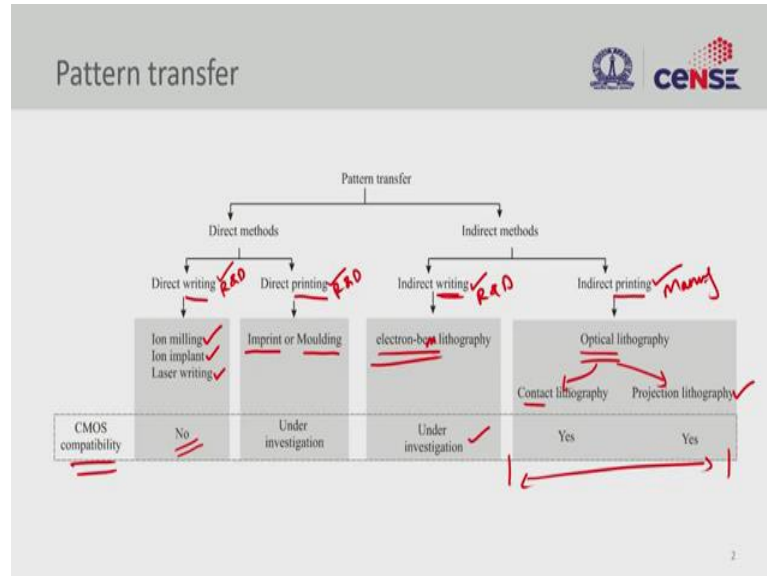 Pattern transfer
CeNSE
Pattern transfer
Direct methods Indirect methods
Direct writing R&D Direct printing R&D Indirect writing R&D Indirect printing Manuf
Ion milling
Ion implant
Laser writing
Imprint or Moulding
electron-bem lithography
Optical lithography
Contact lithography Projection lithography
CMOS
compatibility
No
Under
investigation
Under
investigation
Yes Yes
2